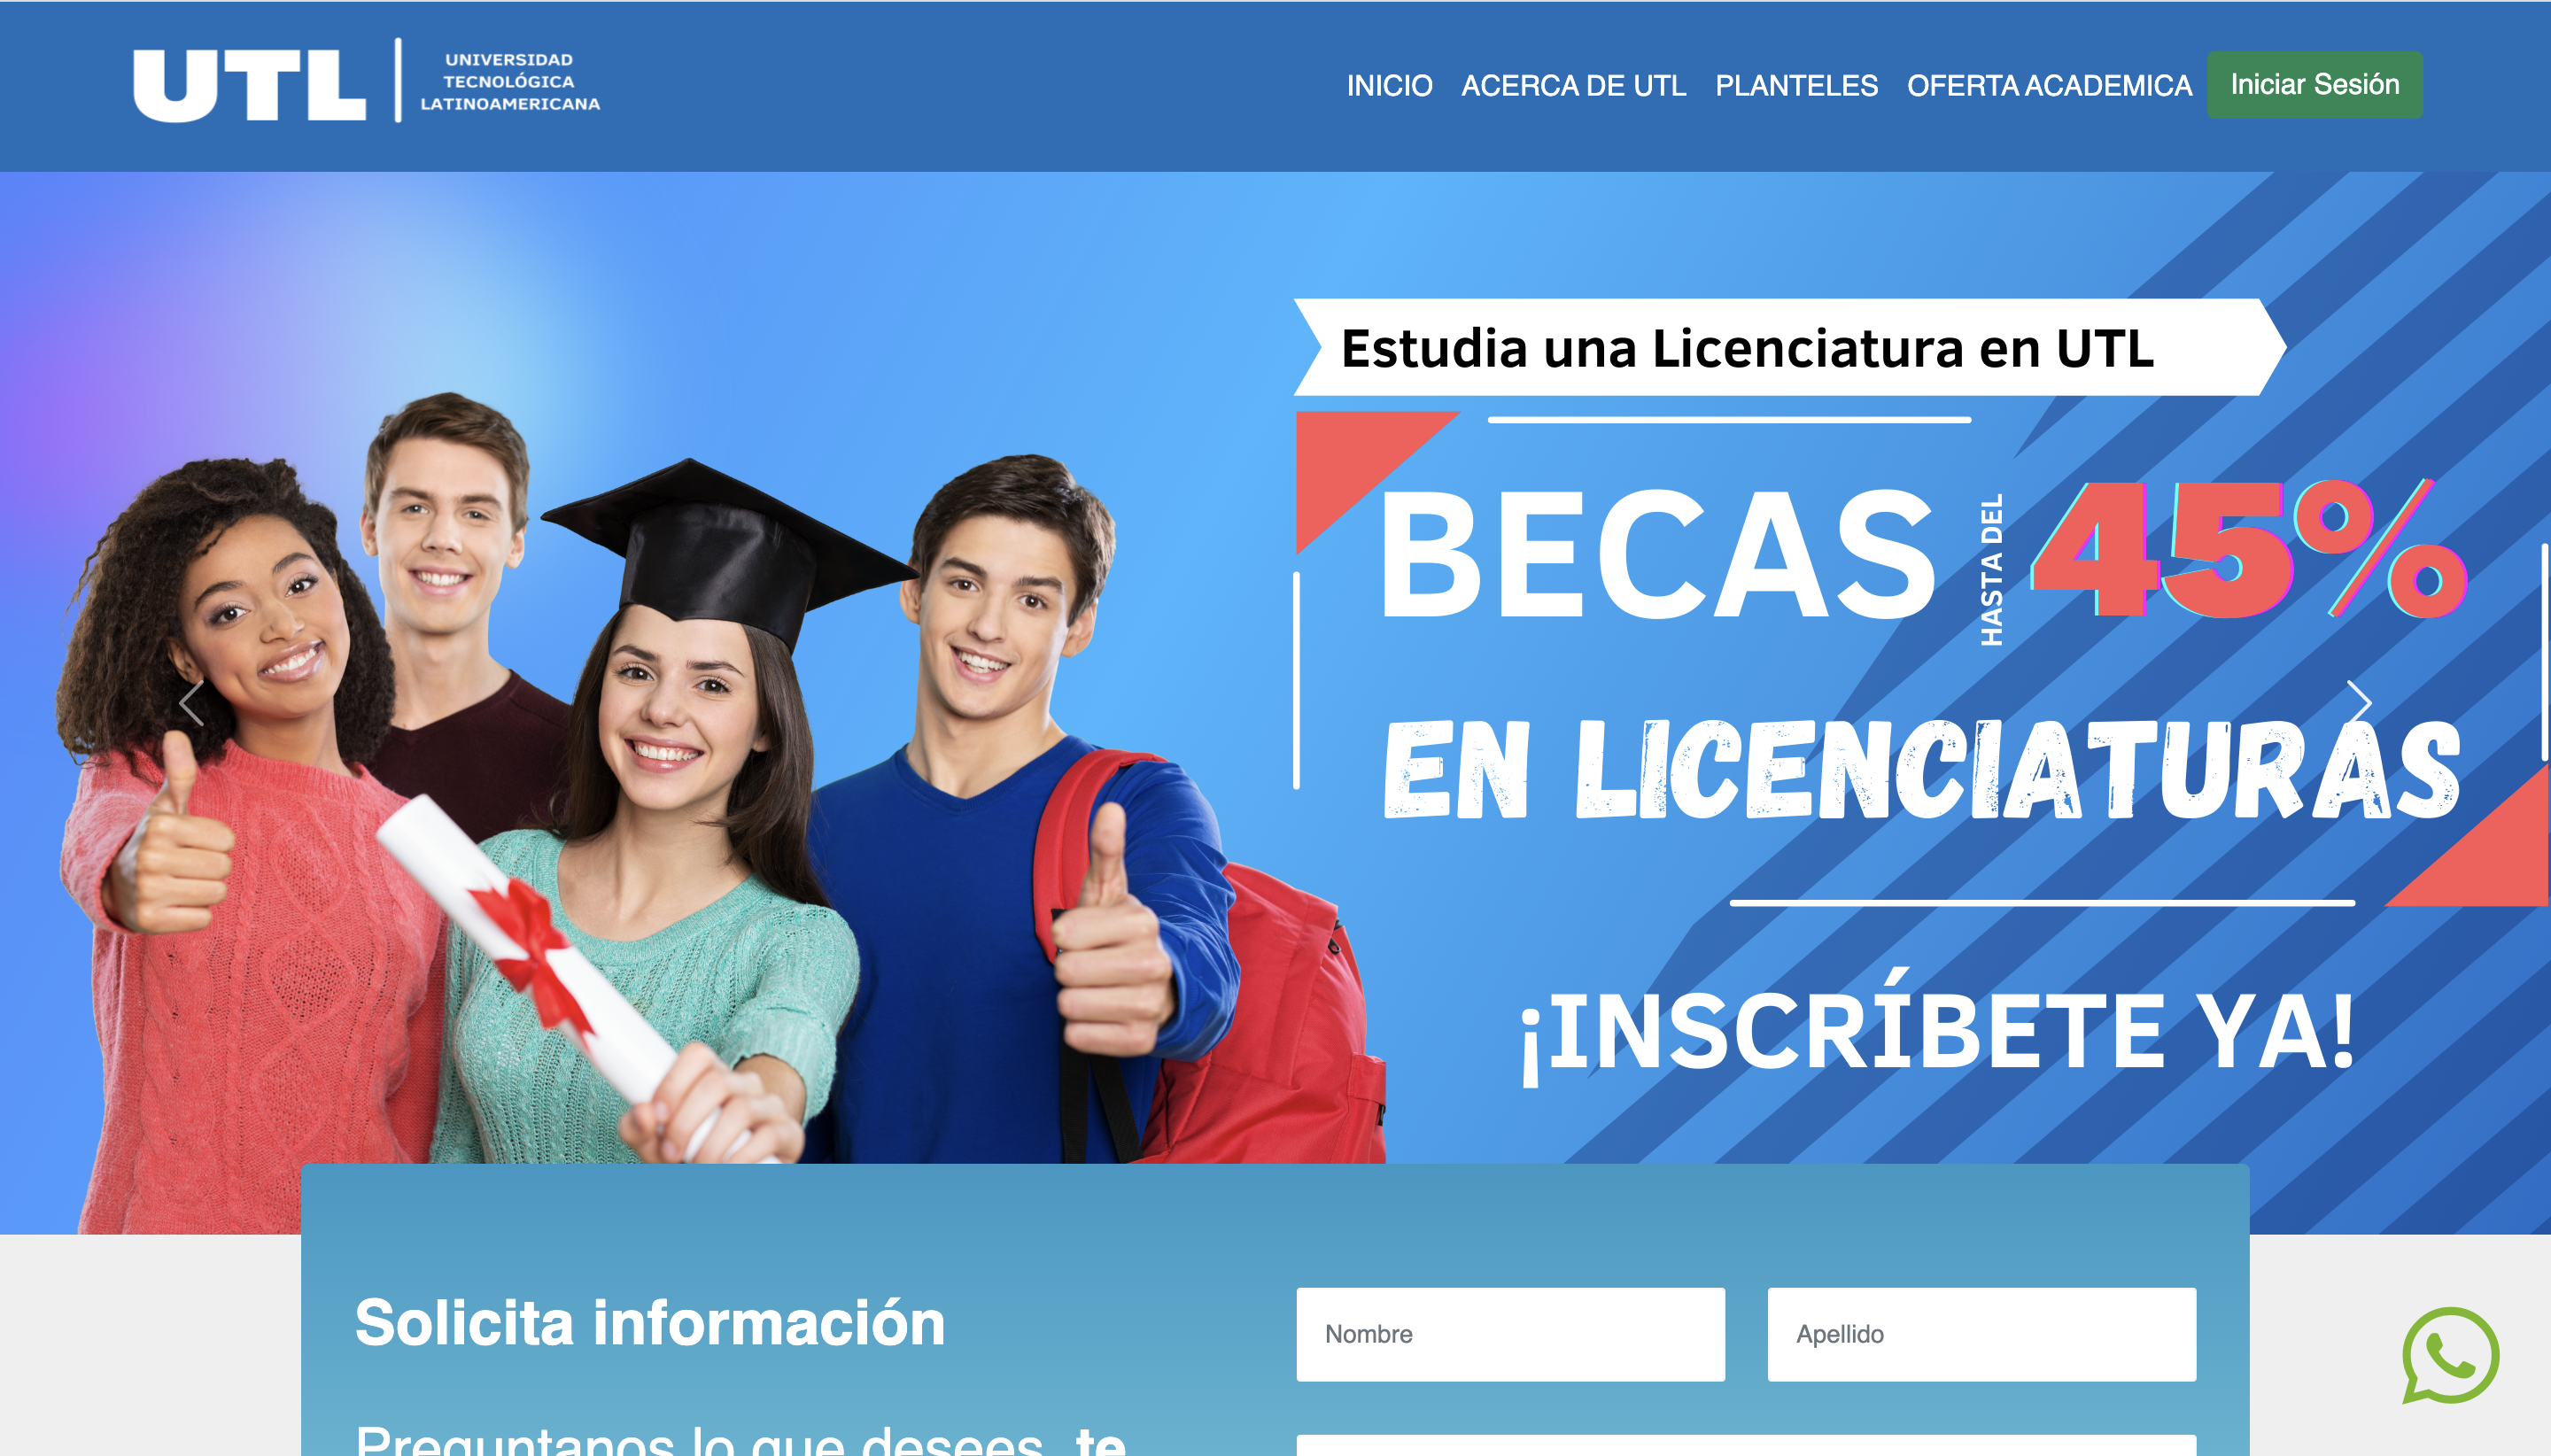 UTL
UNIVERSIDAD
TECNOLÓGICA
LATINOAMERICANA
INICIO ACERCA DE UTL PLANTELES OFERTA ACADEMICA Iniciar Sesión
Estudia una Licenciatura en UTL
BECAS HASTA DEL 45%
EN LICENCIATURAS
¡INSCRÍBETE YA!
Solicita información
Nombre Apellido
Preguntanos lo que desees, te